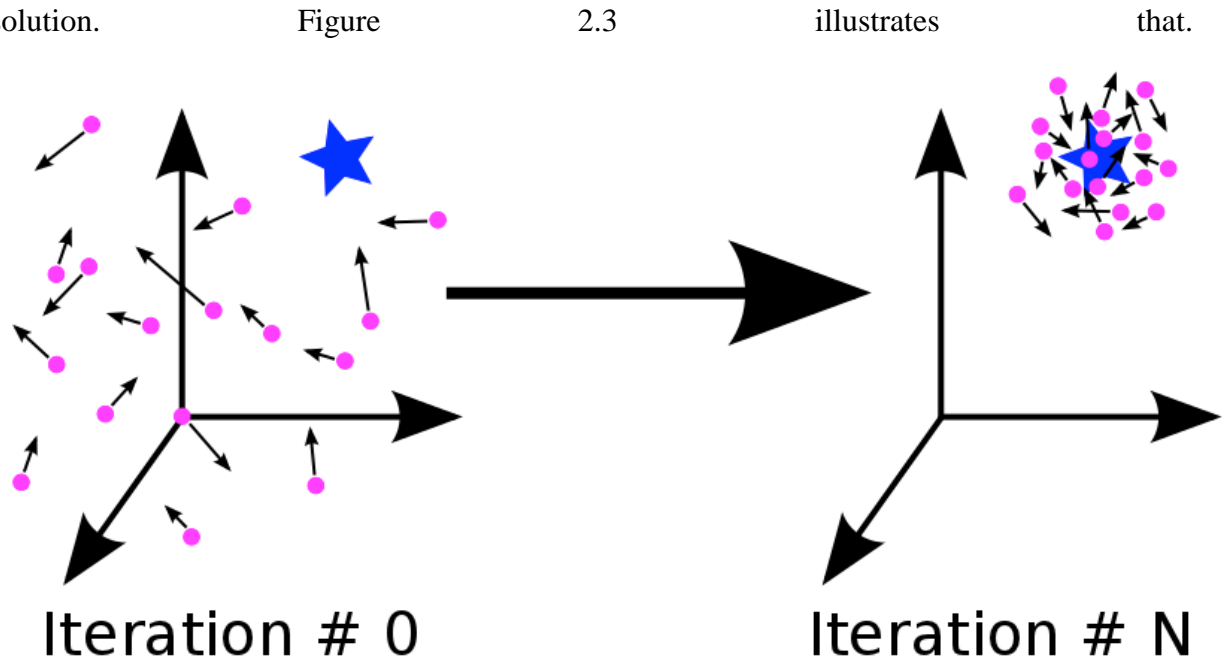 olution. Figure 2.3 illustrates that.
Iteration # 0
Iteration # N